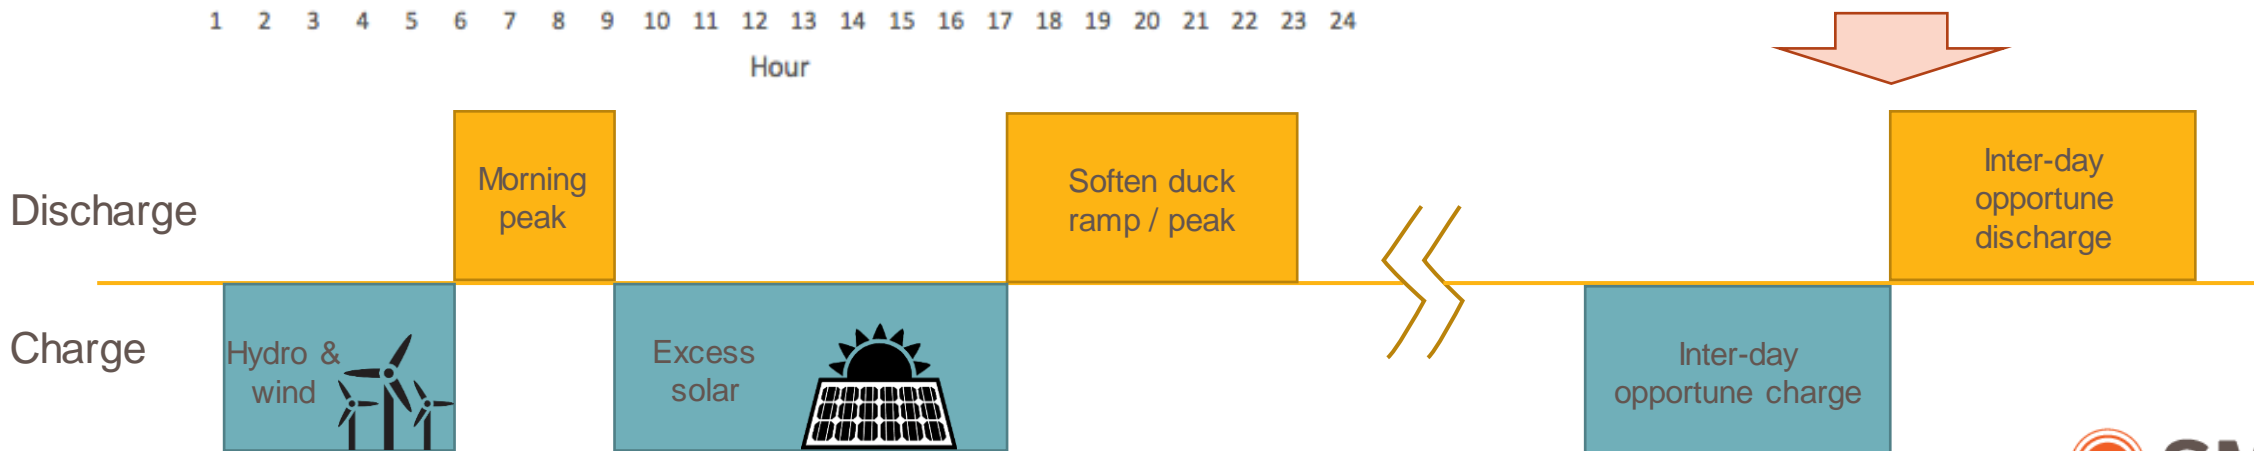 1 2 3 4 5 6 7 8 9 10 11 12 13 14 15 16 17 18 19 20 21 22 23 24
Hour
Discharge
Morning
peak
Soften duck
ramp / peak
Inter-day
opportune
discharge
Charge
Hydro &
wind
Excess
solar
Inter-day
opportune charge